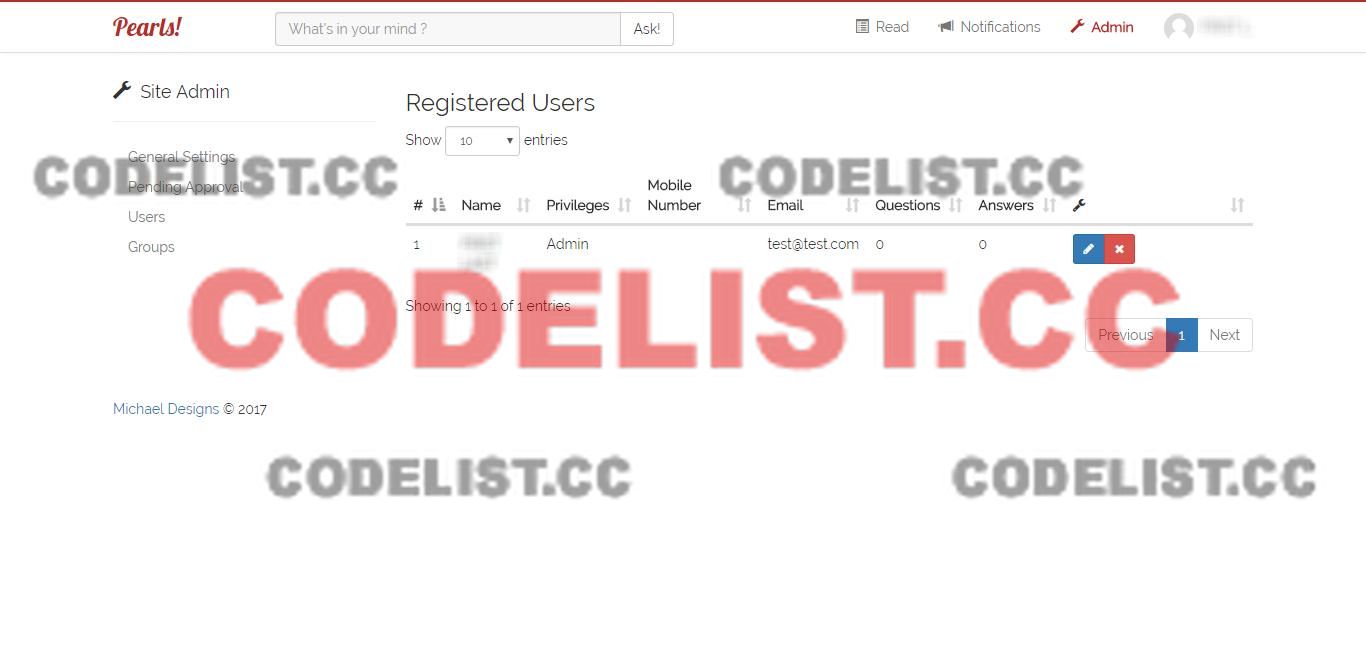 Pearls!
What's in your mind ?
Ask!
Read
Notifications
Admin
Site Admin
General Settings
Pending Approval
Users
Groups
Registered Users
Show 10 entries
# Name Privileges Mobile Number Email Questions Answers
1 Admin test@test.com 0 0
Showing 1 to 1 of 1 entries
Previous 1 Next
Michael Designs © 2017
CODELIST.CC
CODELIST.CC
CODELIST.CC
CODELIST.CC
CODELIST.CC